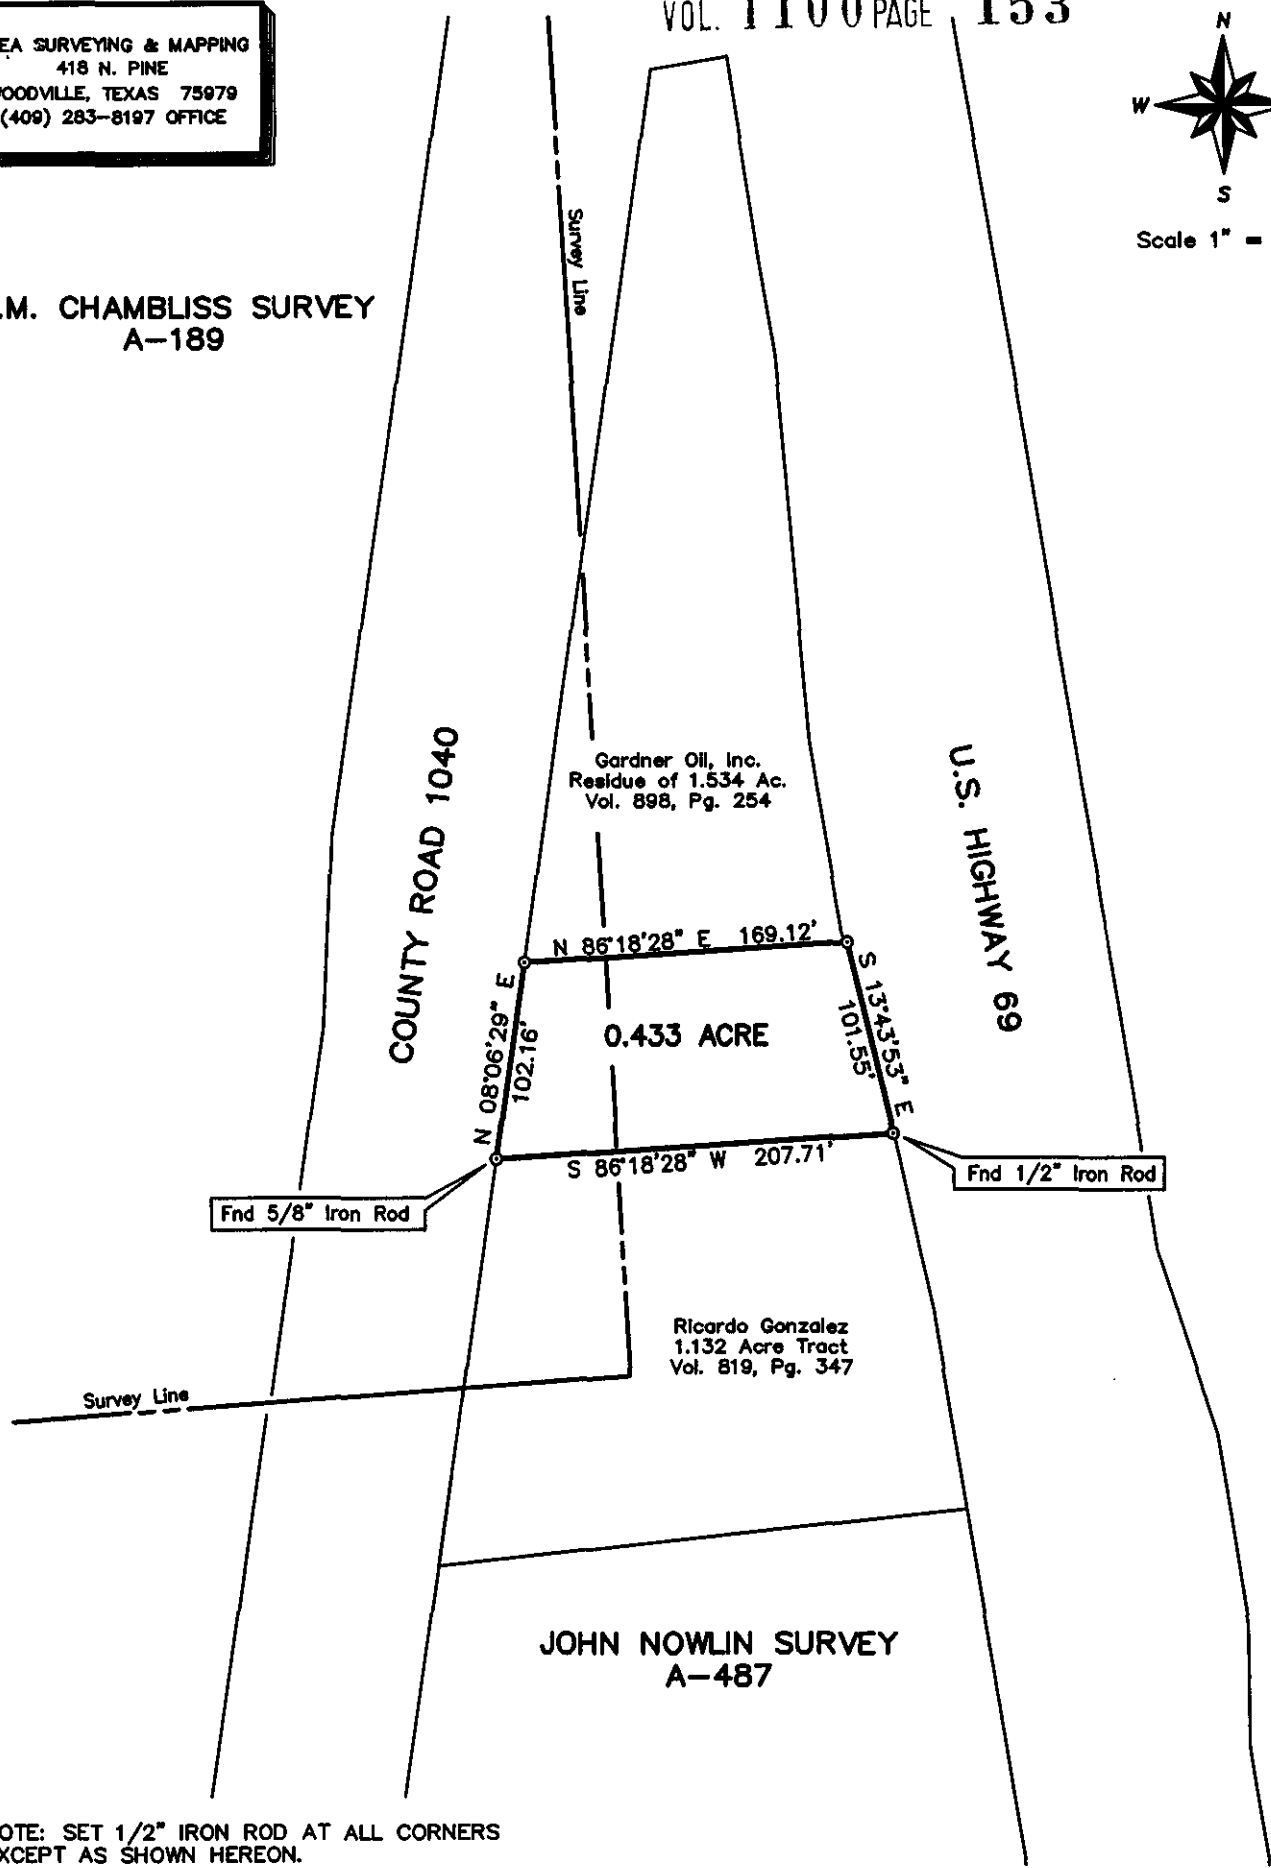 VOL. 1100 PAGE 153
EA SURVEYING & MAPPING
418 N. PINE
WOODVILLE, TEXAS 75979
(409) 283-8197 OFFICE
N
W
S
Scale 1" =
Survey Line
.M. CHAMBLISS SURVEY
A-189
COUNTY ROAD 1040
Gardner Oil, Inc.
Residue of 1.534 Ac.
Vol. 898, Pg. 254
U.S. HIGHWAY 69
N 86°18'28" E 169.12'
N 08°06'29" E
102.16'
0.433 ACRE
S 13°43'53" E
101.55'
S 86°18'28" W 207.71'
Fnd 5/8" Iron Rod
Fnd 1/2" Iron Rod
Ricardo Gonzalez
1.132 Acre Tract
Vol. 819, Pg. 347
Survey Line
JOHN NOWLIN SURVEY
A-487
OTE: SET 1/2" IRON ROD AT ALL CORNERS
XCEPT AS SHOWN HEREON.